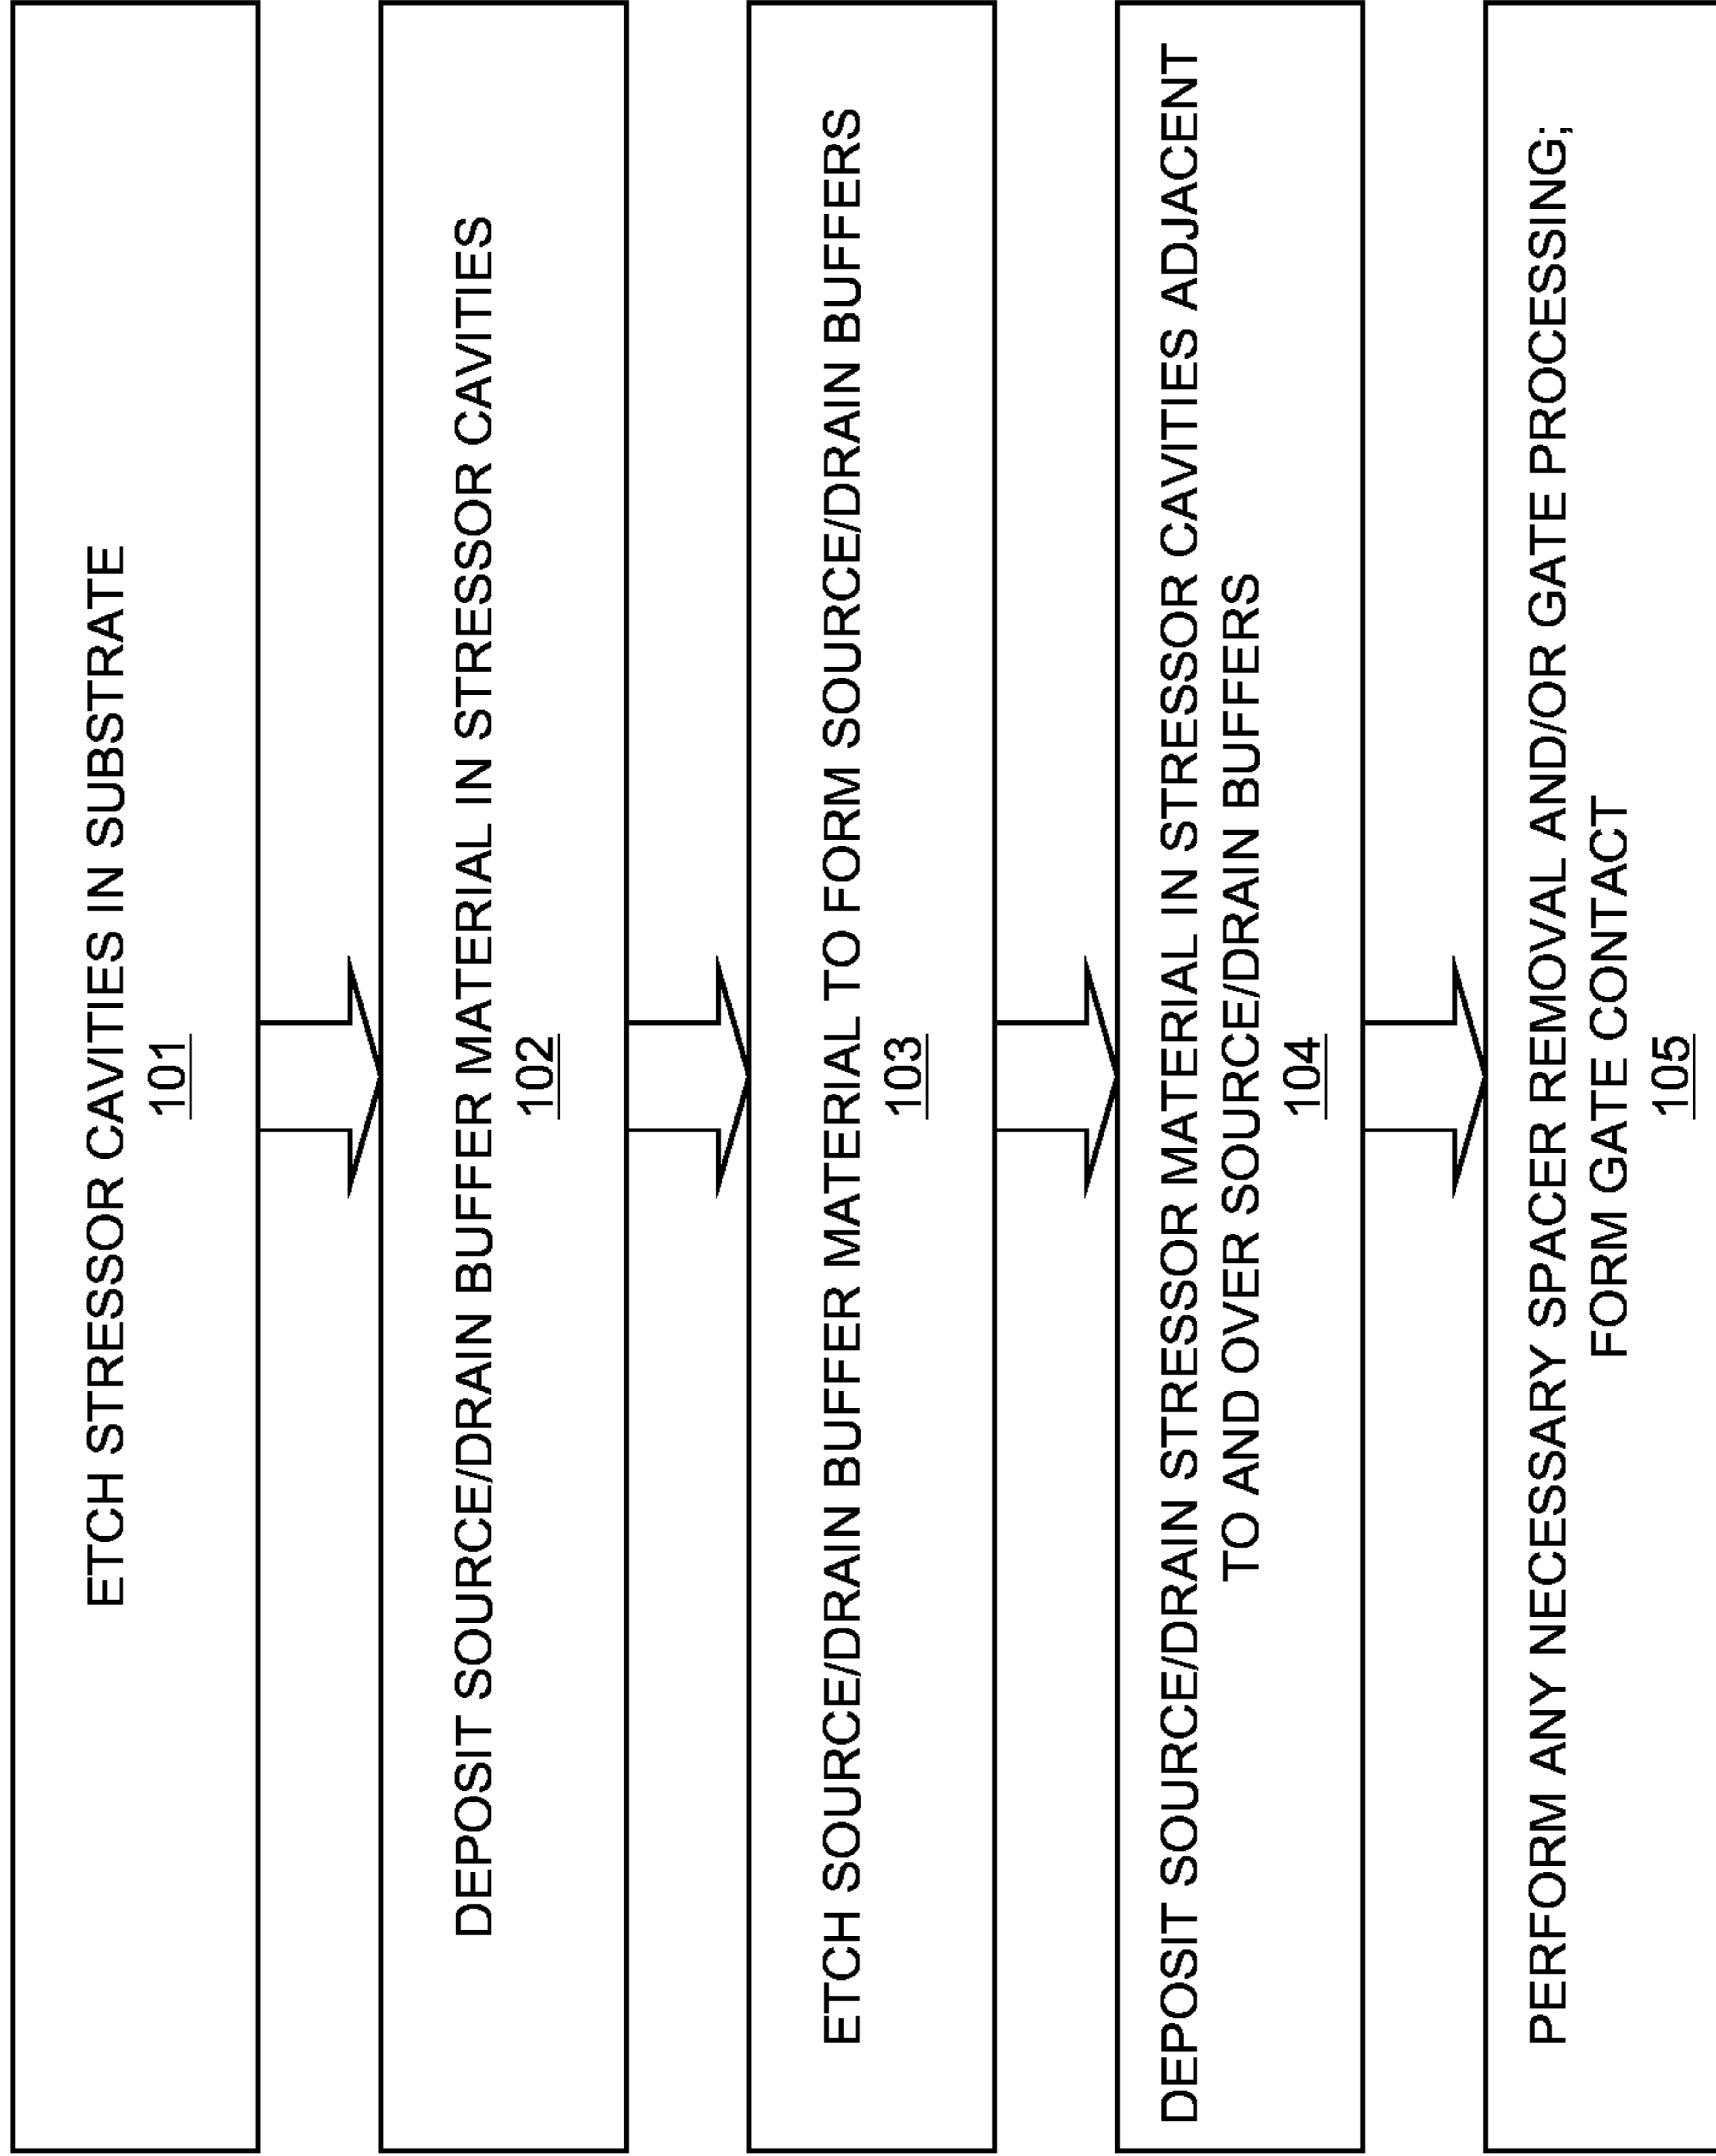 ETCH STRESSOR CAVITIES IN SUBSTRATE
101
DEPOSIT SOURCE/DRAIN BUFFER MATERIAL IN STRESSOR CAVITIES
102
ETCH SOURCE/DRAIN BUFFER MATERIAL TO FORM SOURCE/DRAIN BUFFERS
103
DEPOSIT SOURCE/DRAIN STRESSOR MATERIAL IN STRESSOR CAVITIES ADJACENT
TO AND OVER SOURCE/DRAIN BUFFERS
104
PERFORM ANY NECESSARY SPACER REMOVAL AND/OR GATE PROCESSING;
FORM GATE CONTACT
105